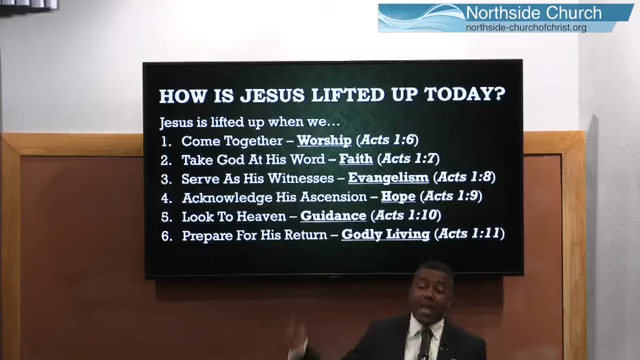 Northside Church
northside-churchofchrist.org
HOW IS JESUS LIFTED UP TODAY?
Jesus is lifted up when we...
1. Come Together – Worship (Acts 1:6)
2. Take God At His Word – Faith (Acts 1:7)
3. Serve As His Witnesses – Evangelism (Acts 1:8)
4. Acknowledge His Ascension – Hope (Acts 1:9)
5. Look To Heaven – Guidance (Acts 1:10)
6. Prepare For His Return – Godly Living (Acts 1:11)